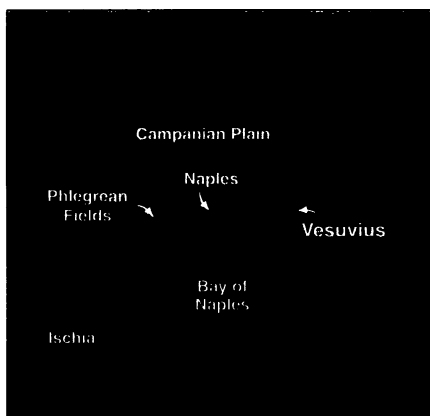 Campanian Plain
Naples
Phlegrean
Fields
Vesuvius
Bay of
Naples
Ischia